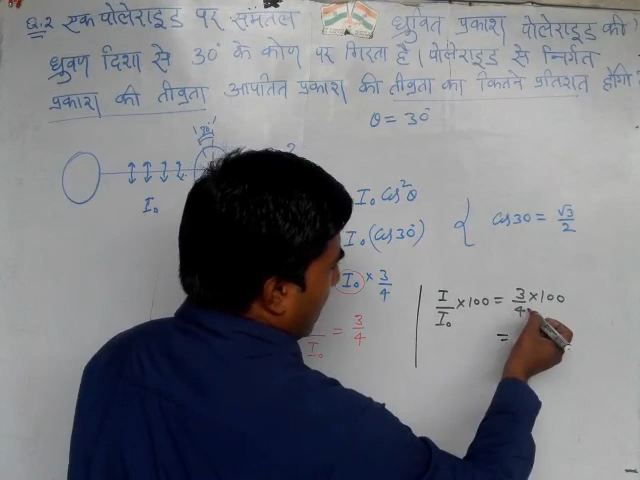 Q.2 एक पोलेराइड पर समतल ध्रुवित प्रकाश पोलेराइड की
ध्रुवण दिशा से 30° के कोण पर गिरता है। पोलेराइड से निर्गत
प्रकाश की तीव्रता आपतित प्रकाश की तीव्रता का कितने प्रतिशत होगी
θ = 30°
I₀
I₀ cos²θ
I₀ (cos30°)
{ cos30 = √3/2
I₀ × 3/4
I/I₀ × 100 = 3/4 × 100
I₀ = 3/4
=